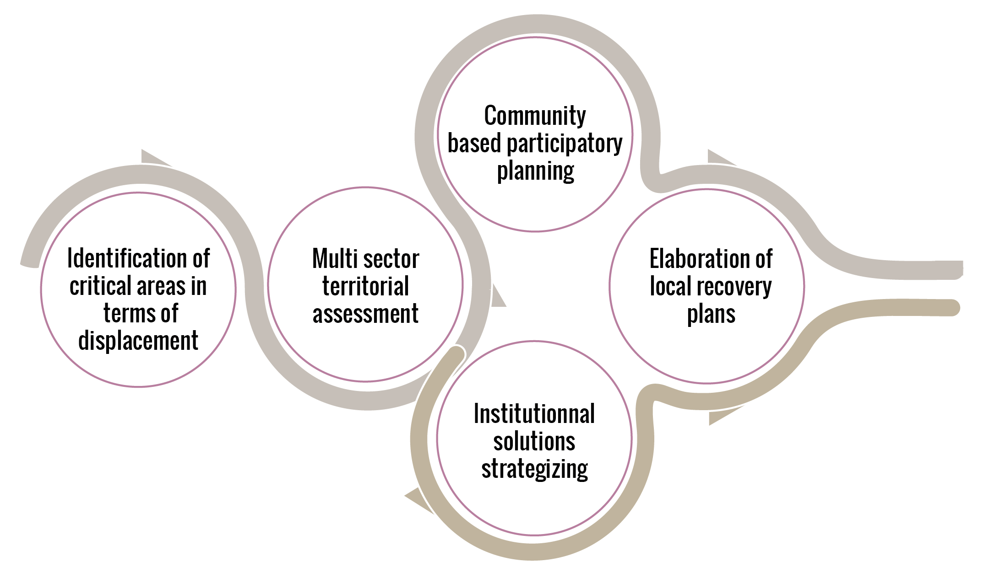 Identification of
critical areas in
terms of
displacement
Multi sector
territorial
assessment
Community
based participatory
planning
Institutionnal
solutions
strategizing
Elaboration of
local recovery
plans